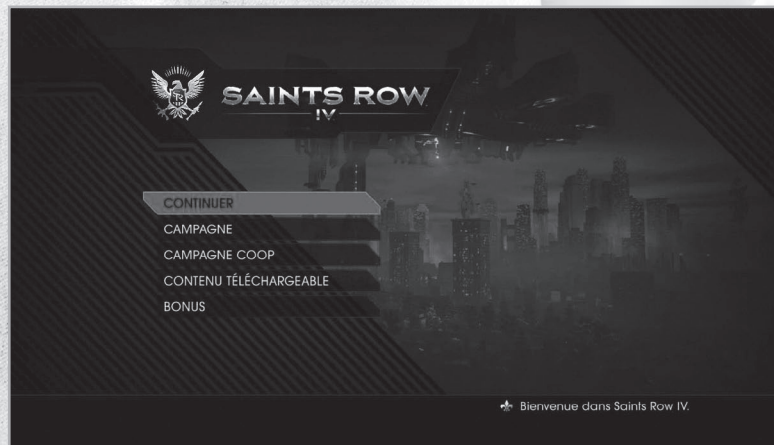 SAINTS ROW
IV
CONTINUER
CAMPAGNE
CAMPAGNE COOP
CONTENU TÉLÉCHARGEABLE
BONUS
Bienvenue dans Saints Row IV.